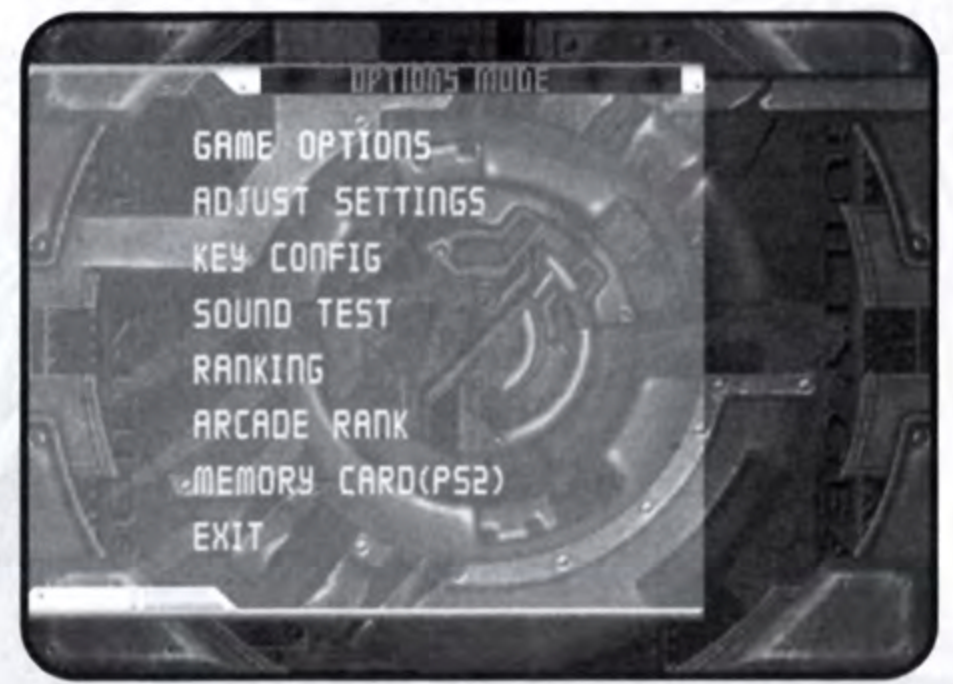 OPTIONS MODE
GAME OPTIONS
ADJUST SETTINGS
KEY CONFIG
SOUND TEST
RANKING
ARCADE RANK
MEMORY CARD(PS2)
EXIT